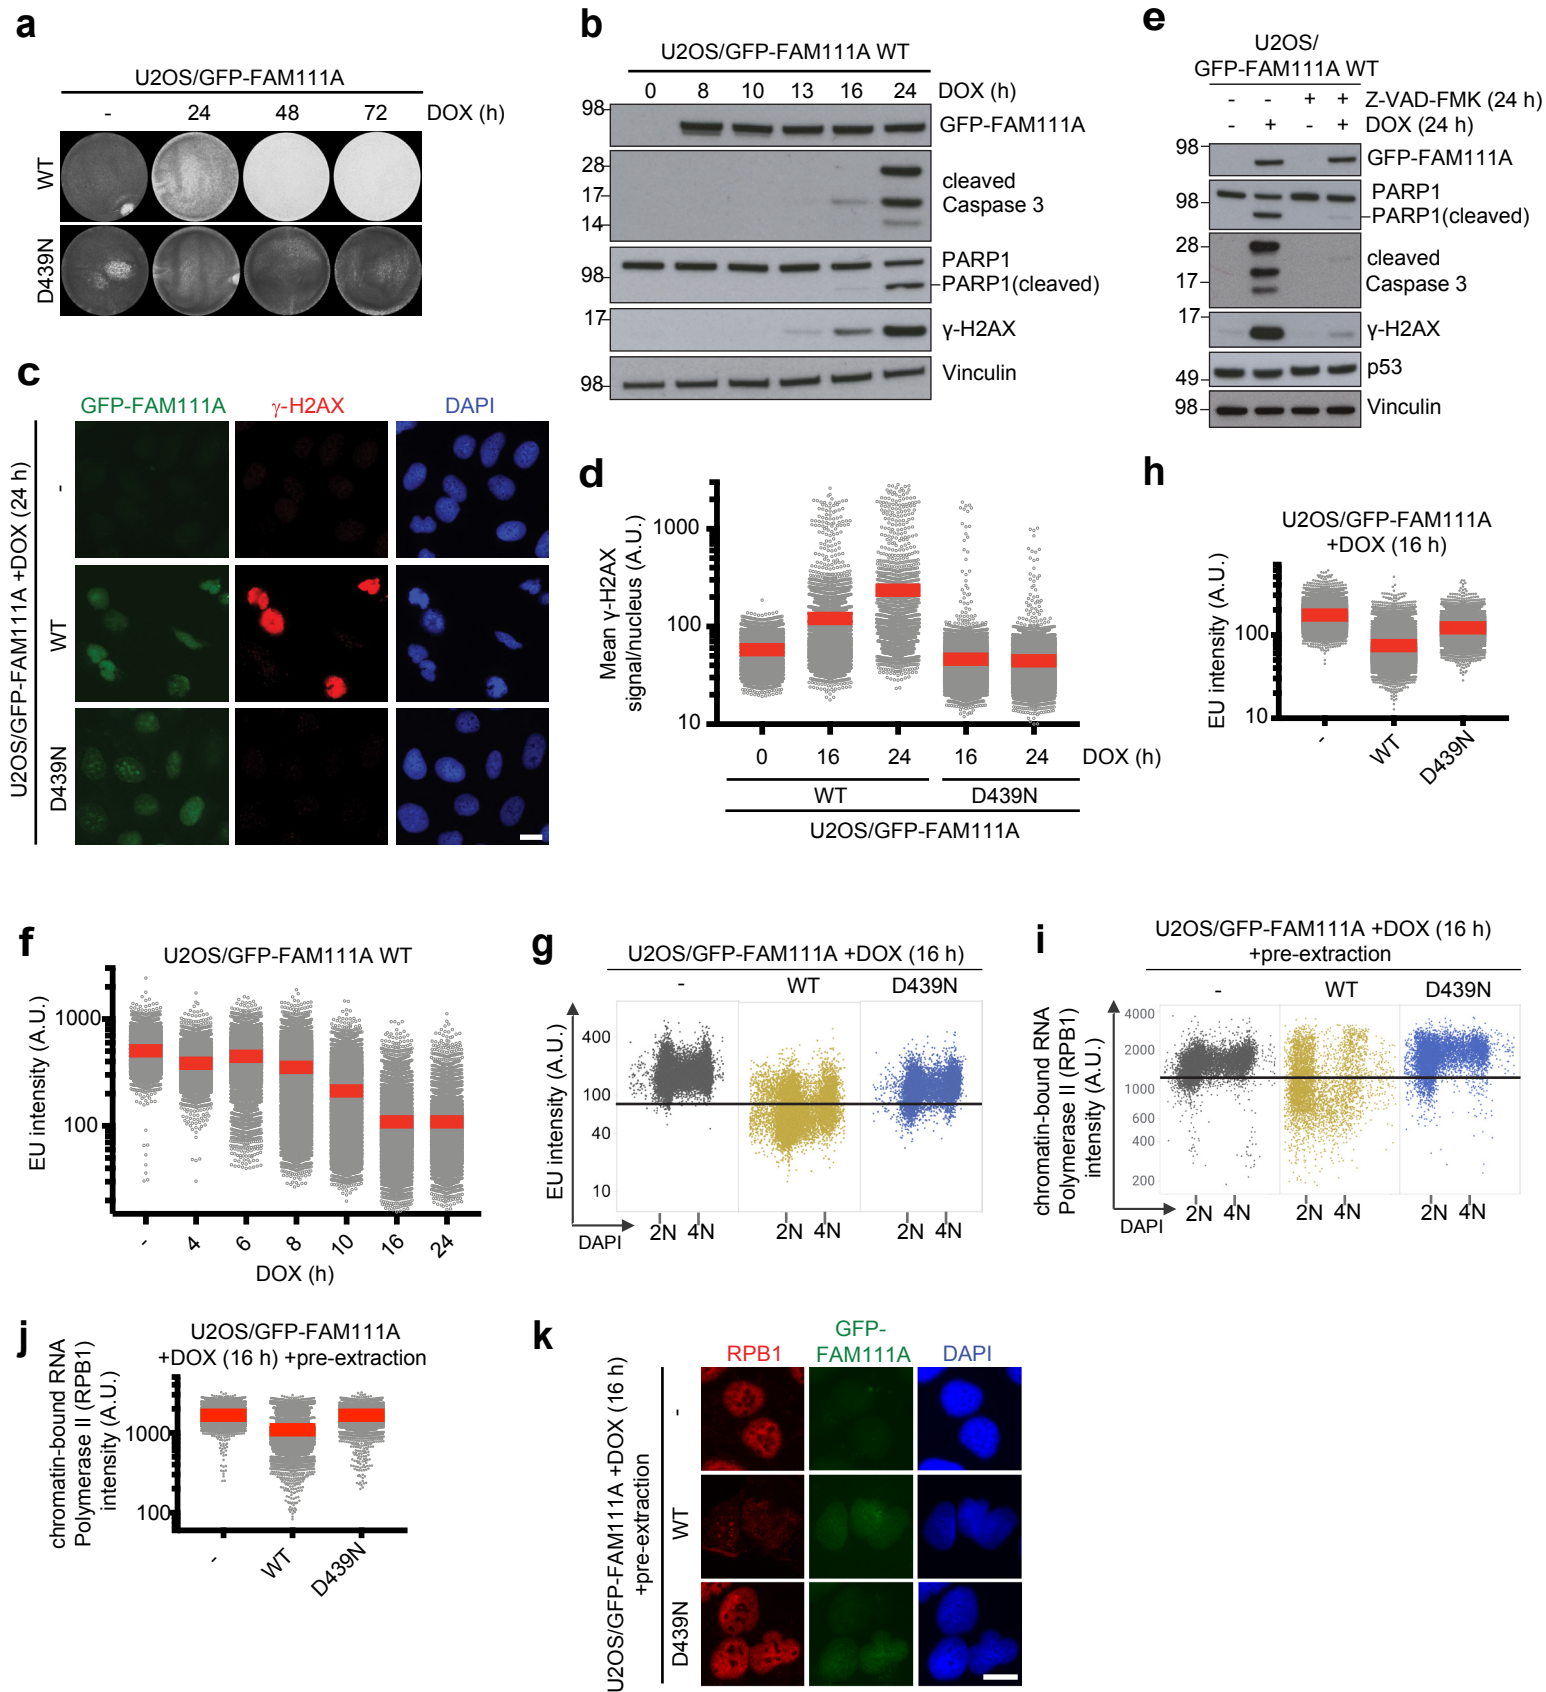 a
U2OS/GFP-FAM111A
- 24 48 72 DOX (h)
WT
D439N
b
U2OS/GFP-FAM111A WT
0 8 10 13 16 24 DOX (h)
98
GFP-FAM111A
28
17
14
cleaved
Caspase 3
98
PARP1
PARP1(cleaved)
17
γ-H2AX
98
Vinculin
e
U2OS/
GFP-FAM111A WT
- - + + Z-VAD-FMK (24 h)
- + - + DOX (24 h)
98
GFP-FAM111A
98
PARP1
PARP1(cleaved)
28
17
cleaved
Caspase 3
17
γ-H2AX
49
p53
98
Vinculin
c
GFP-FAM111A γ-H2AX DAPI
U2OS/GFP-FAM111A +DOX (24 h)
-
WT
D439N
d
Mean γ-H2AX
signal/nucleus (A.U.)
1000
100
10
0 16 24 16 24 DOX (h)
WT D439N
U2OS/GFP-FAM111A
h
U2OS/GFP-FAM111A
+DOX (16 h)
EU intensity (A.U.)
100
10
- WT D439N
f
U2OS/GFP-FAM111A WT
EU intensity (A.U.)
1000
100
- 4 6 8 10 16 24
DOX (h)
g
U2OS/GFP-FAM111A +DOX (16 h)
- WT D439N
EU intensity (A.U.)
400
100
40
10
DAPI
2N 4N 2N 4N 2N 4N
i
U2OS/GFP-FAM111A +DOX (16 h)
+pre-extraction
- WT D439N
chromatin-bound RNA
Polymerase II (RPB1)
intensity (A.U.)
4000
2000
1000
600
400
200
DAPI
2N 4N 2N 4N 2N 4N
j
U2OS/GFP-FAM111A
+DOX (16 h) +pre-extraction
chromatin-bound RNA
Polymerase II (RPB1)
intensity (A.U.)
1000
100
- WT D439N
k
RPB1 GFP-
FAM111A DAPI
U2OS/GFP-FAM111A +DOX (16 h)
+pre-extraction
-
WT
D439N